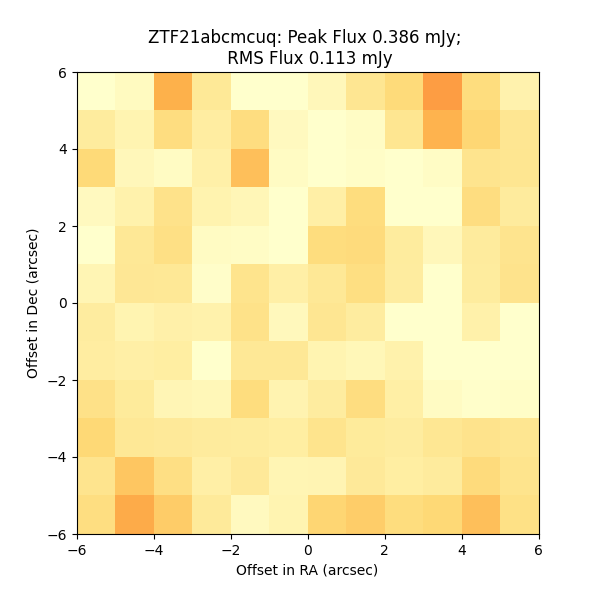 ZTF21abcmcuq: Peak Flux 0.386 mJy;
RMS Flux 0.113 mJy
6
4
2
0
−2
−4
−6
Offset in Dec (arcsec)
−6 −4 −2 0 2 4 6
Offset in RA (arcsec)